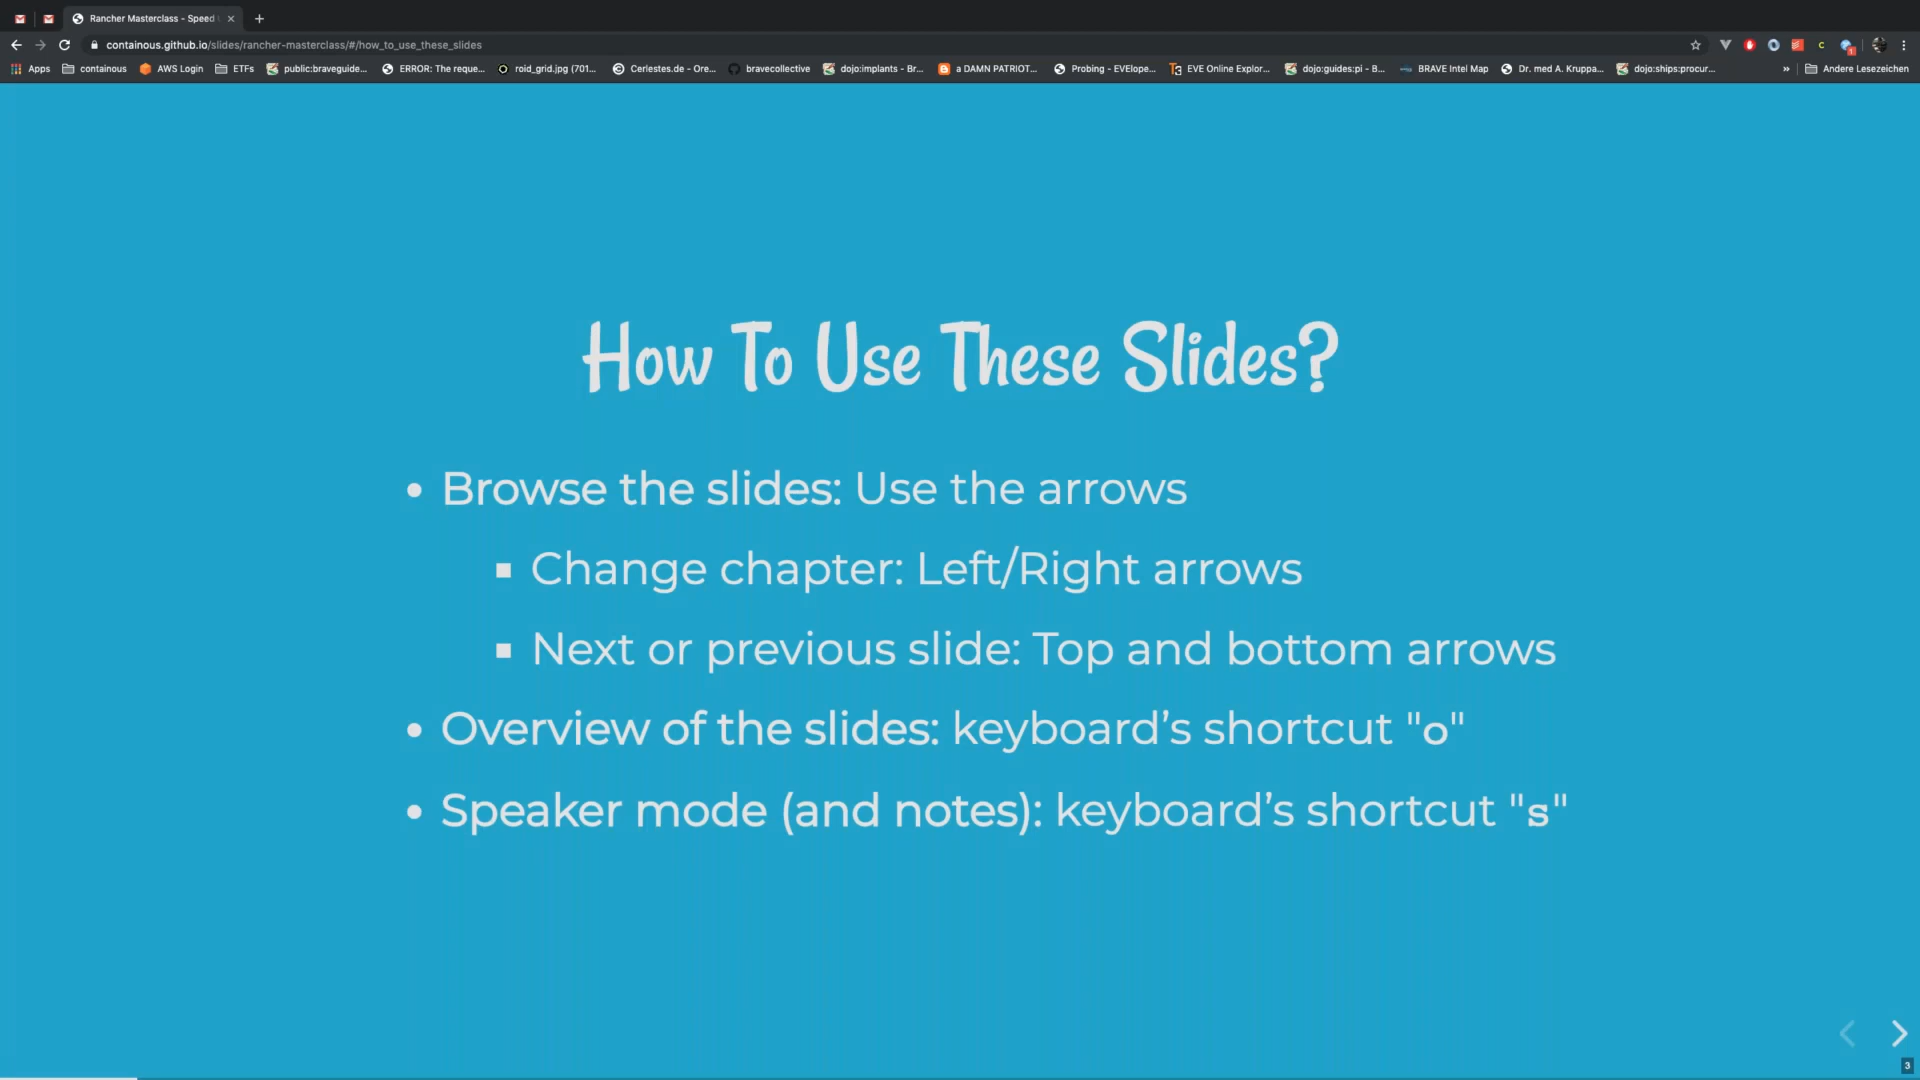 Rancher Masterclass - Speed
containous.github.io/slides/rancher-masterclass/#/how_to_use_these_slides
Apps containous AWS Login ETFs public:braveguide... ERROR: The reque... roid_grid.jpg (701... Cerlestes.de - Ore... bravecollective dojo:implants - Br... a DAMN PATRIOT... Probing - EVElope... EVE Online Explor... dojo:guides:pi - B... BRAVE Intel Map Dr. med A. Kruppa... dojo:ships:procur... » Andere Lesezeichen
How To Use These Slides?
• Browse the slides: Use the arrows
▪ Change chapter: Left/Right arrows
▪ Next or previous slide: Top and bottom arrows
• Overview of the slides: keyboard’s shortcut "o"
• Speaker mode (and notes): keyboard’s shortcut "s"
3